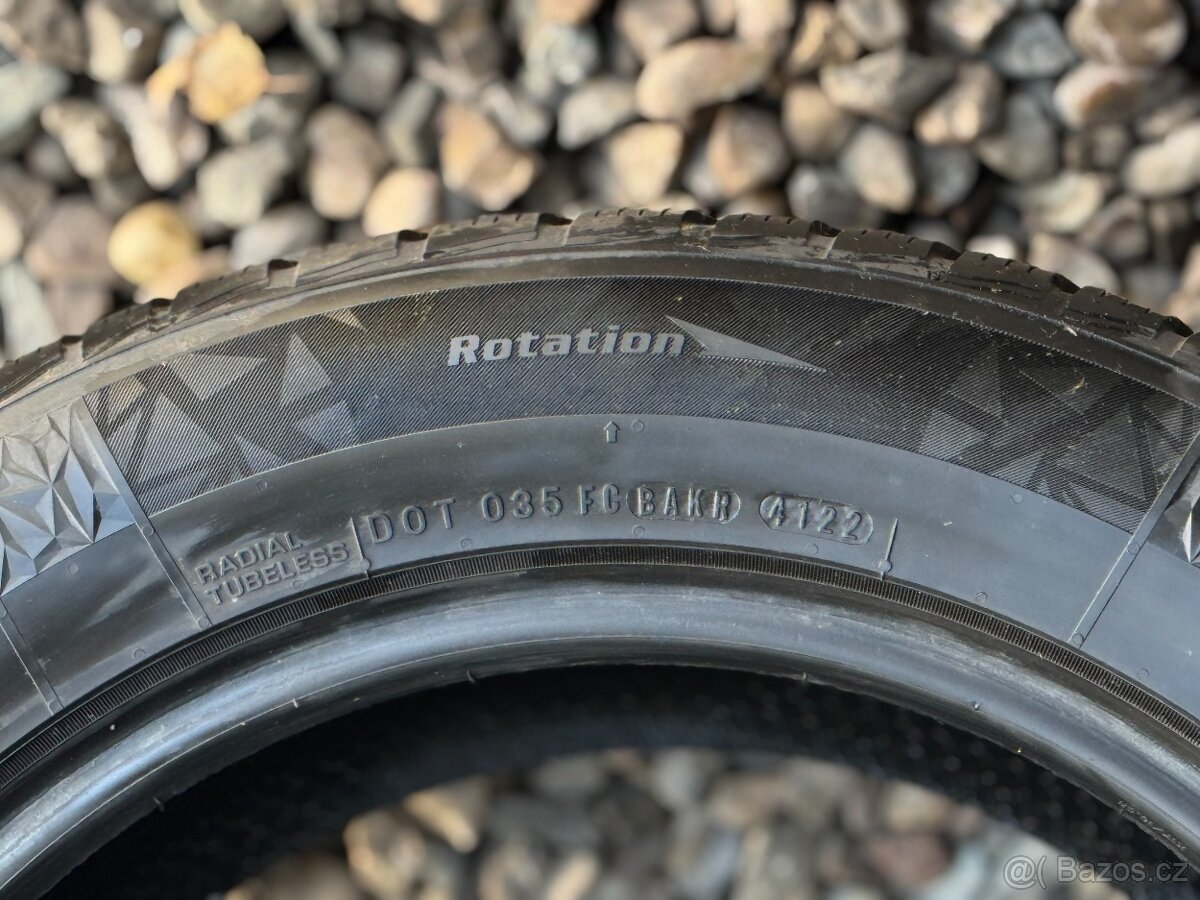 Rotation
RADIAL
TUBELESS
DOT 035 FC BAKR 4122
@( Bazos.cz